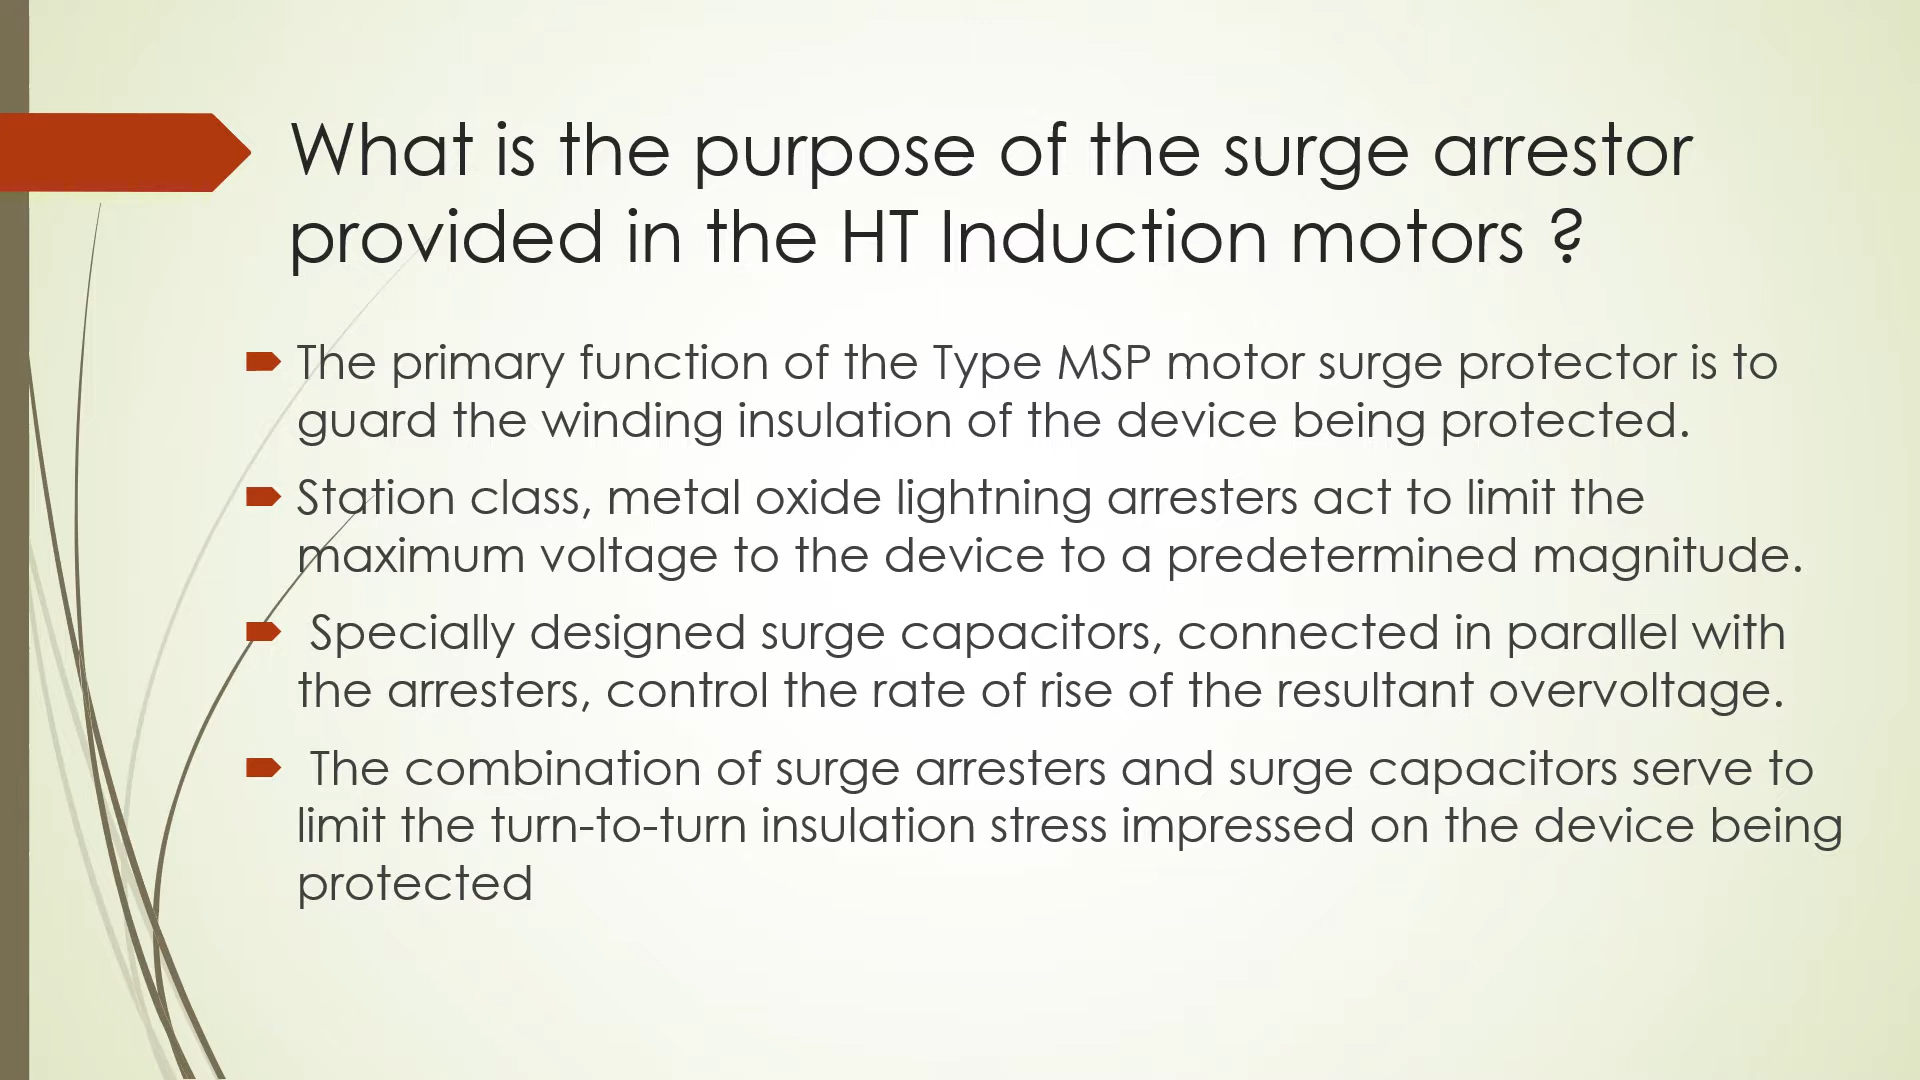 What is the purpose of the surge arrestor
provided in the HT Induction motors ?
The primary function of the Type MSP motor surge protector is to
guard the winding insulation of the device being protected.
Station class, metal oxide lightning arresters act to limit the
maximum voltage to the device to a predetermined magnitude.
Specially designed surge capacitors, connected in parallel with
the arresters, control the rate of rise of the resultant overvoltage.
The combination of surge arresters and surge capacitors serve to
limit the turn-to-turn insulation stress impressed on the device being
protected